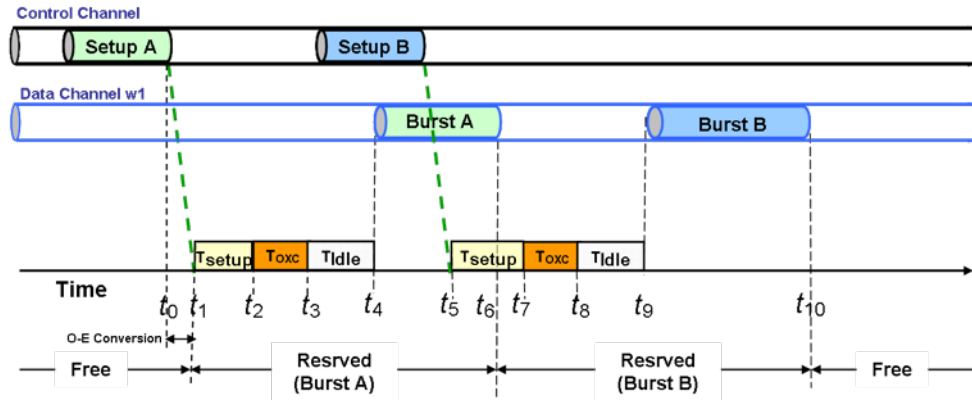 Control Channel
Setup A
Setup B
Data Channel w1
Burst A
Burst B
Tsetup Toxc TIdle Tsetup Toxc TIdle
Time
t0 t1 t2 t3 t4 t5 t6 t7 t8 t9 t10
O-E Conversion
Free
Resrved
(Burst A)
Resrved
(Burst B)
Free